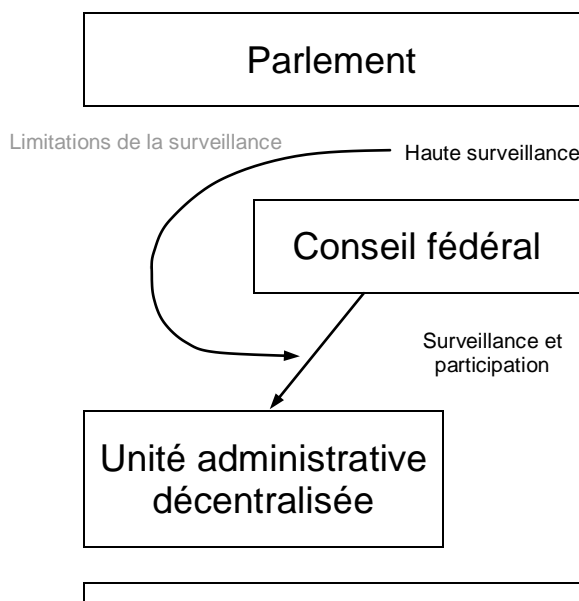 Parlement
Limitations de la surveillance
Haute surveillance
Conseil fédéral
Surveillance et
participation
Unité administrative
décentralisée